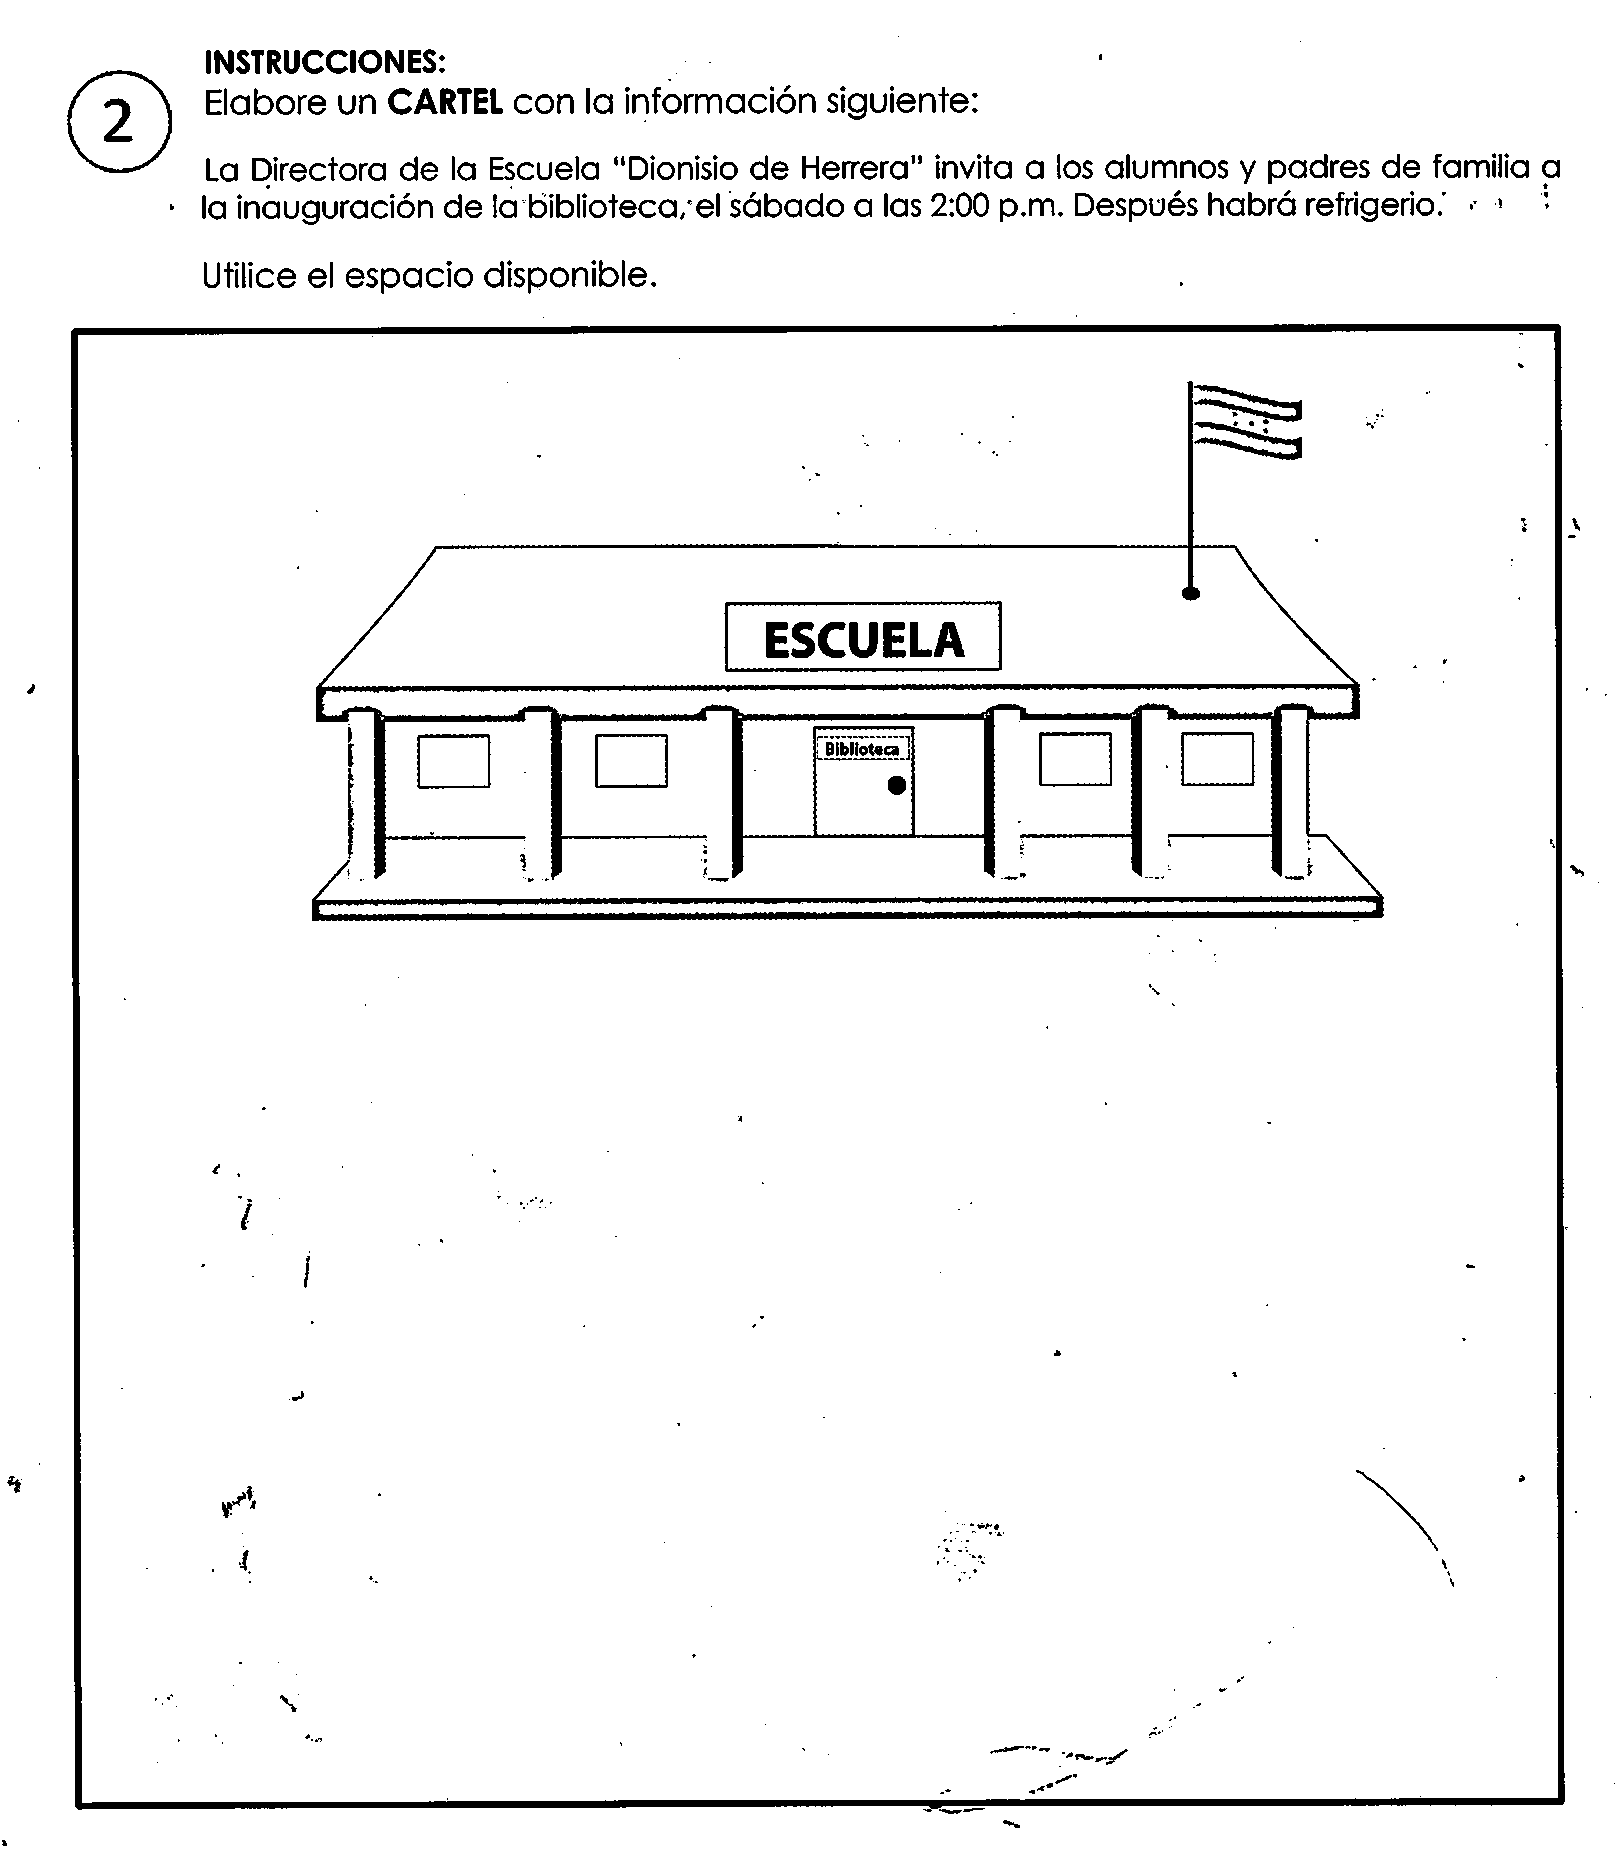 INSTRUCCIONES:
2
Elabore un CARTEL con la información siguiente:
La Directora de la Escuela "Dionisio de Herrera" invita a los alumnos y padres de familia a
la inauguración de la biblioteca, el sábado a las 2:00 p.m. Después habrá refrigerio.
Utilice el espacio disponible.
ESCUELA
Biblioteca